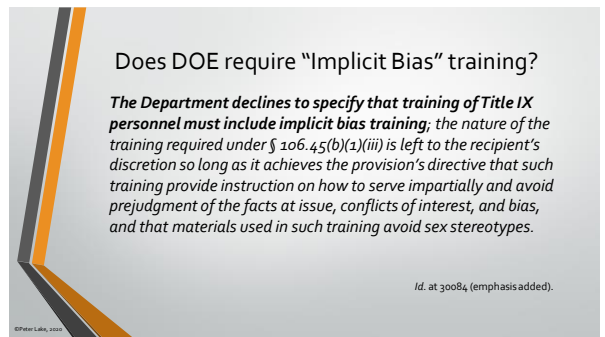 Does DOE require “Implicit Bias” training?
The Department declines to specify that training of Title IX
personnel must include implicit bias training; the nature of the
training required under § 106.45(b)(1)(iii) is left to the recipient’s
discretion so long as it achieves the provision’s directive that such
training provide instruction on how to serve impartially and avoid
prejudgment of the facts at issue, conflicts of interest, and bias,
and that materials used in such training avoid sex stereotypes.
Id. at 30084 (emphasis added).
©Peter Lake, 2020